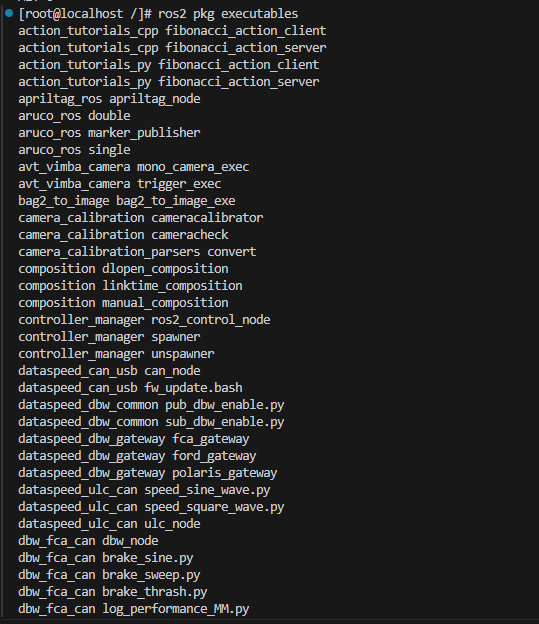 [root@localhost /]# ros2 pkg executables
action_tutorials_cpp fibonacci_action_client
action_tutorials_cpp fibonacci_action_server
action_tutorials_py fibonacci_action_client
action_tutorials_py fibonacci_action_server
apriltag_ros apriltag_node
aruco_ros double
aruco_ros marker_publisher
aruco_ros single
avt_vimba_camera mono_camera_exec
avt_vimba_camera trigger_exec
bag2_to_image bag2_to_image_exe
camera_calibration cameracalibrator
camera_calibration cameracheck
camera_calibration_parsers convert
composition dlopen_composition
composition linktime_composition
composition manual_composition
controller_manager ros2_control_node
controller_manager spawner
controller_manager unspawner
dataspeed_can_usb can_node
dataspeed_can_usb fw_update.bash
dataspeed_dbw_common pub_dbw_enable.py
dataspeed_dbw_common sub_dbw_enable.py
dataspeed_dbw_gateway fca_gateway
dataspeed_dbw_gateway ford_gateway
dataspeed_dbw_gateway polaris_gateway
dataspeed_ulc_can speed_sine_wave.py
dataspeed_ulc_can speed_square_wave.py
dataspeed_ulc_can ulc_node
dbw_fca_can dbw_node
dbw_fca_can brake_sine.py
dbw_fca_can brake_sweep.py
dbw_fca_can brake_thrash.py
dbw_fca_can log_performance_MM.py